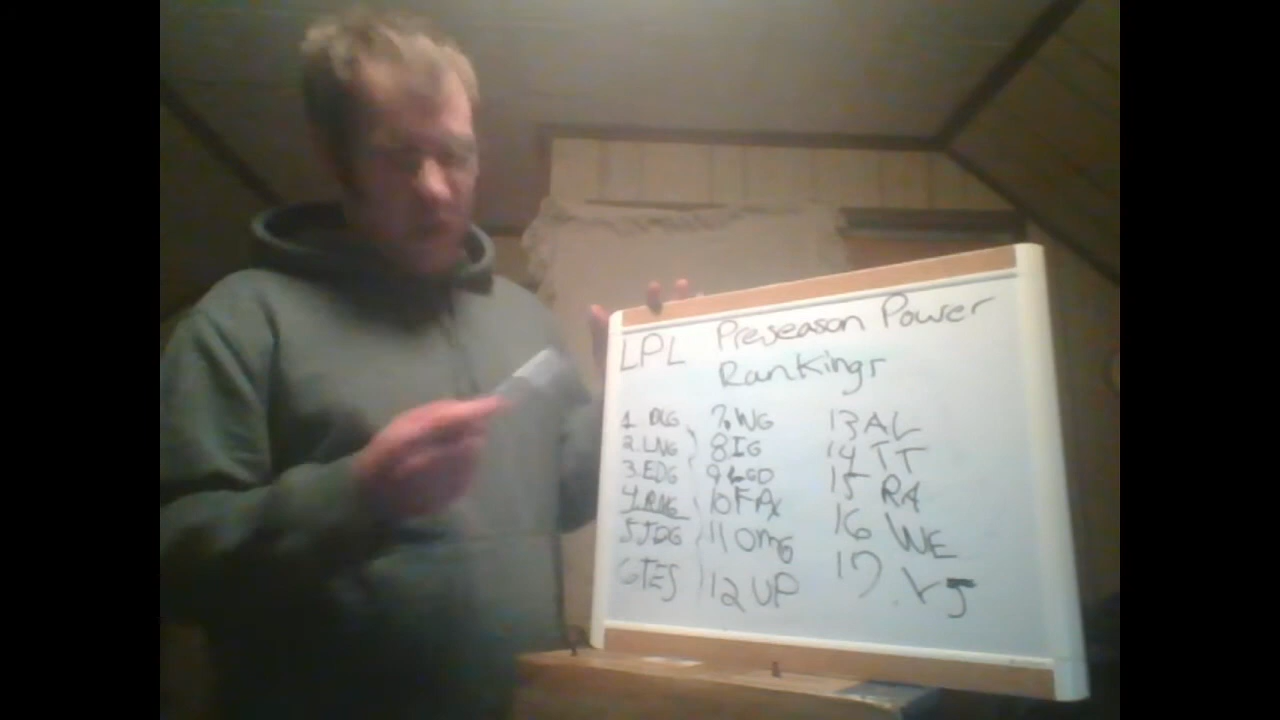 LPL Preseason Power
Rankings
1. BLG
2. LNG
3. EDG
4. RNG
5 JDG
6 TES
7. WG
8 IG
9 LGD
10 FPX
11 OMG
12 UP
13 AL
14 TT
15 RA
16 WE
17.